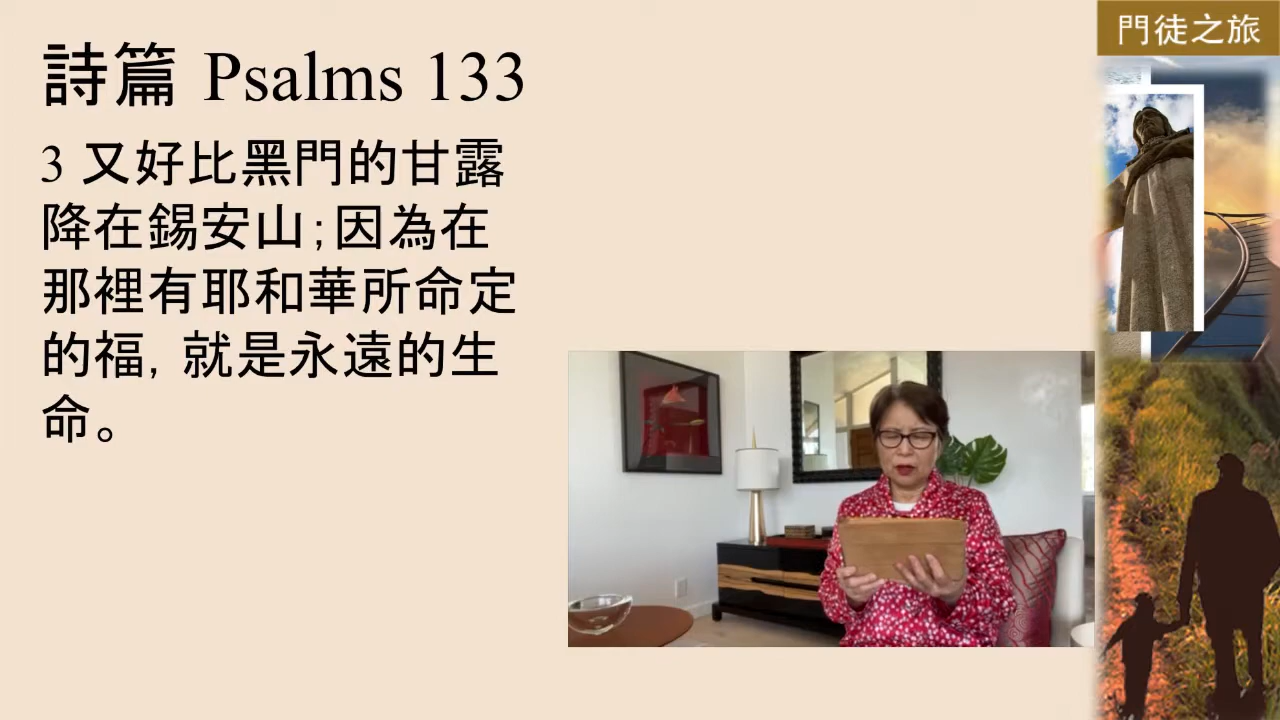 詩篇 Psalms 133
3 又好比黑門的甘露
降在錫安山;因為在
那裡有耶和華所命定
的福, 就是永遠的生
命。
門徒之旅